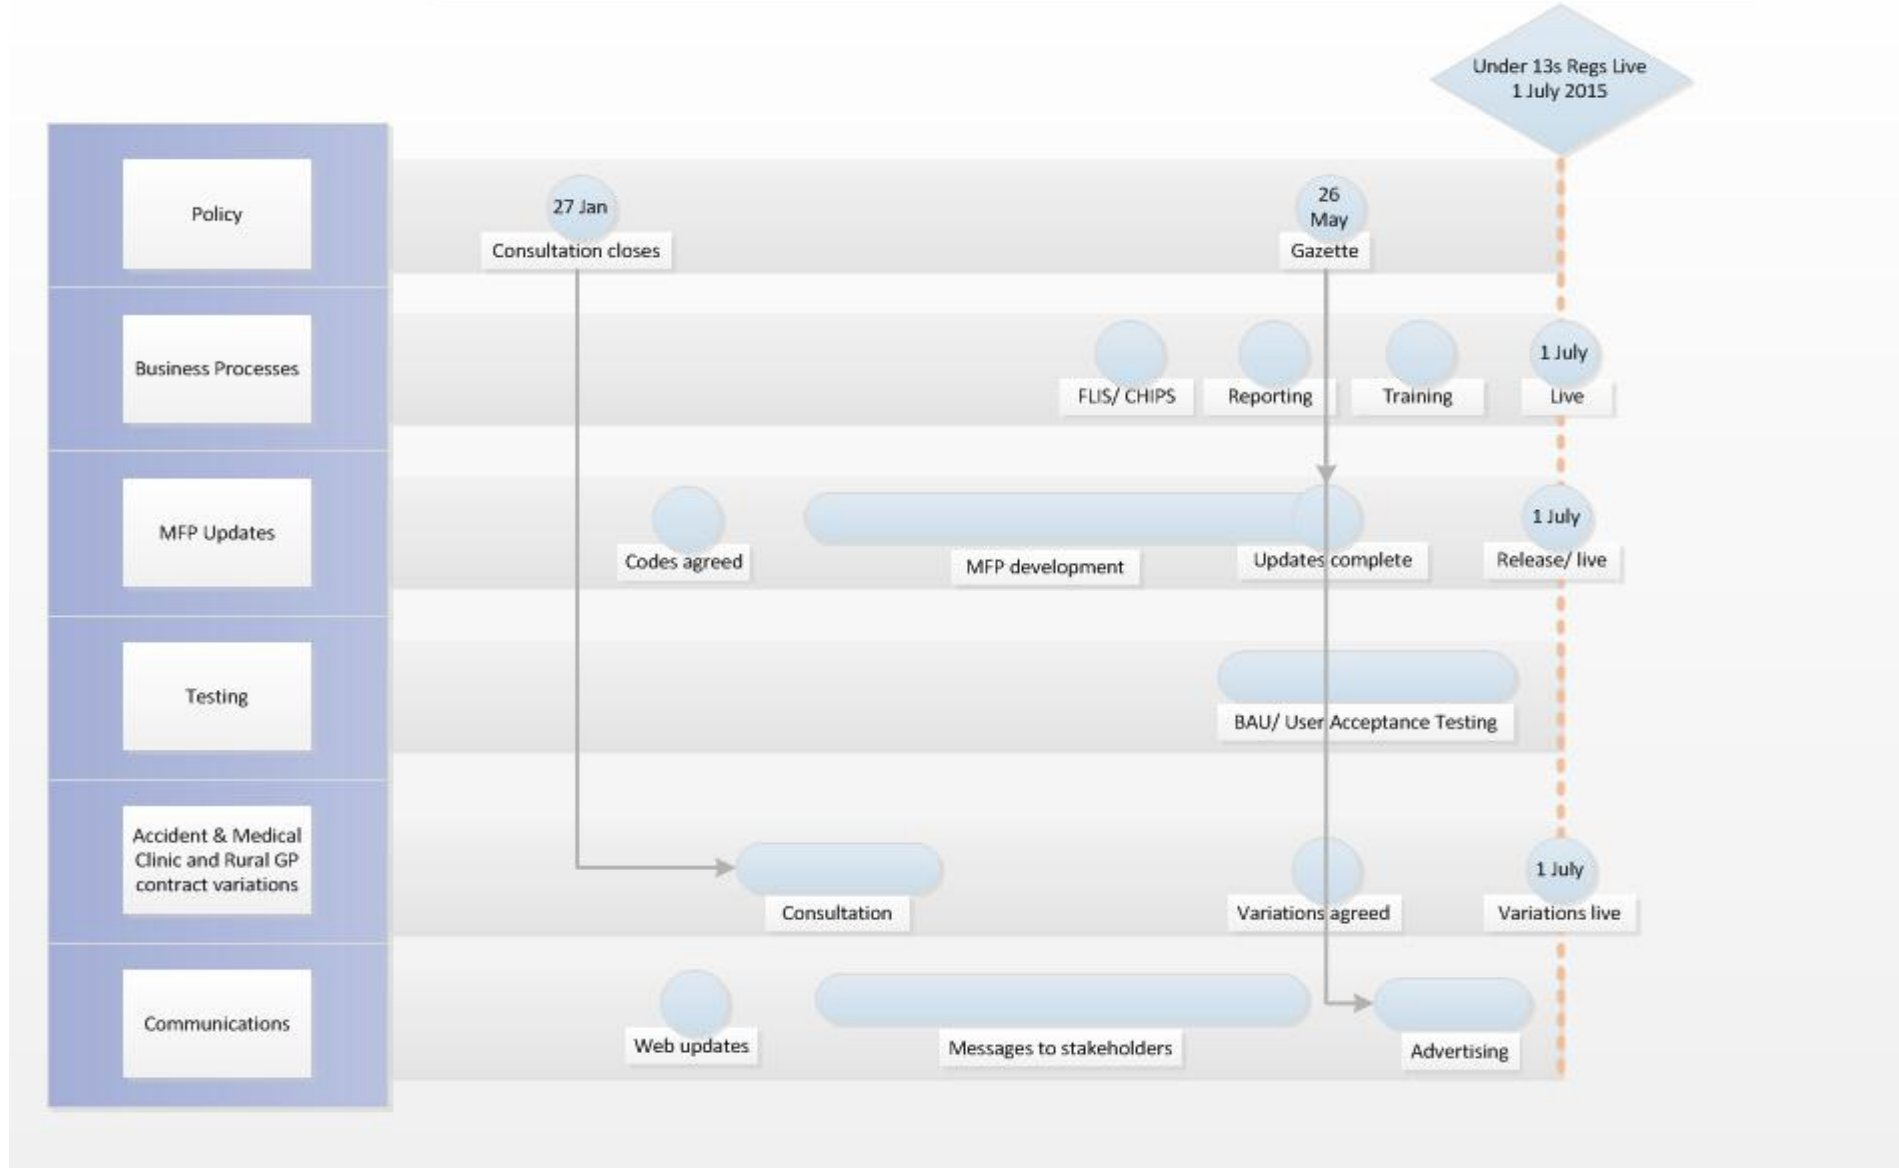 Under 13s Regs Live
1 July 2015
Policy
27 Jan
Consultation closes
26
May
Gazette
Business Processes
FLIS/ CHIPS
Reporting
Training
1 July
Live
MFP Updates
Codes agreed
MFP development
Updates complete
1 July
Release/ live
Testing
BAU/ User Acceptance Testing
Accident & Medical
Clinic and Rural GP
contract variations
Consultation
Variations agreed
1 July
Variations live
Communications
Web updates
Messages to stakeholders
Advertising